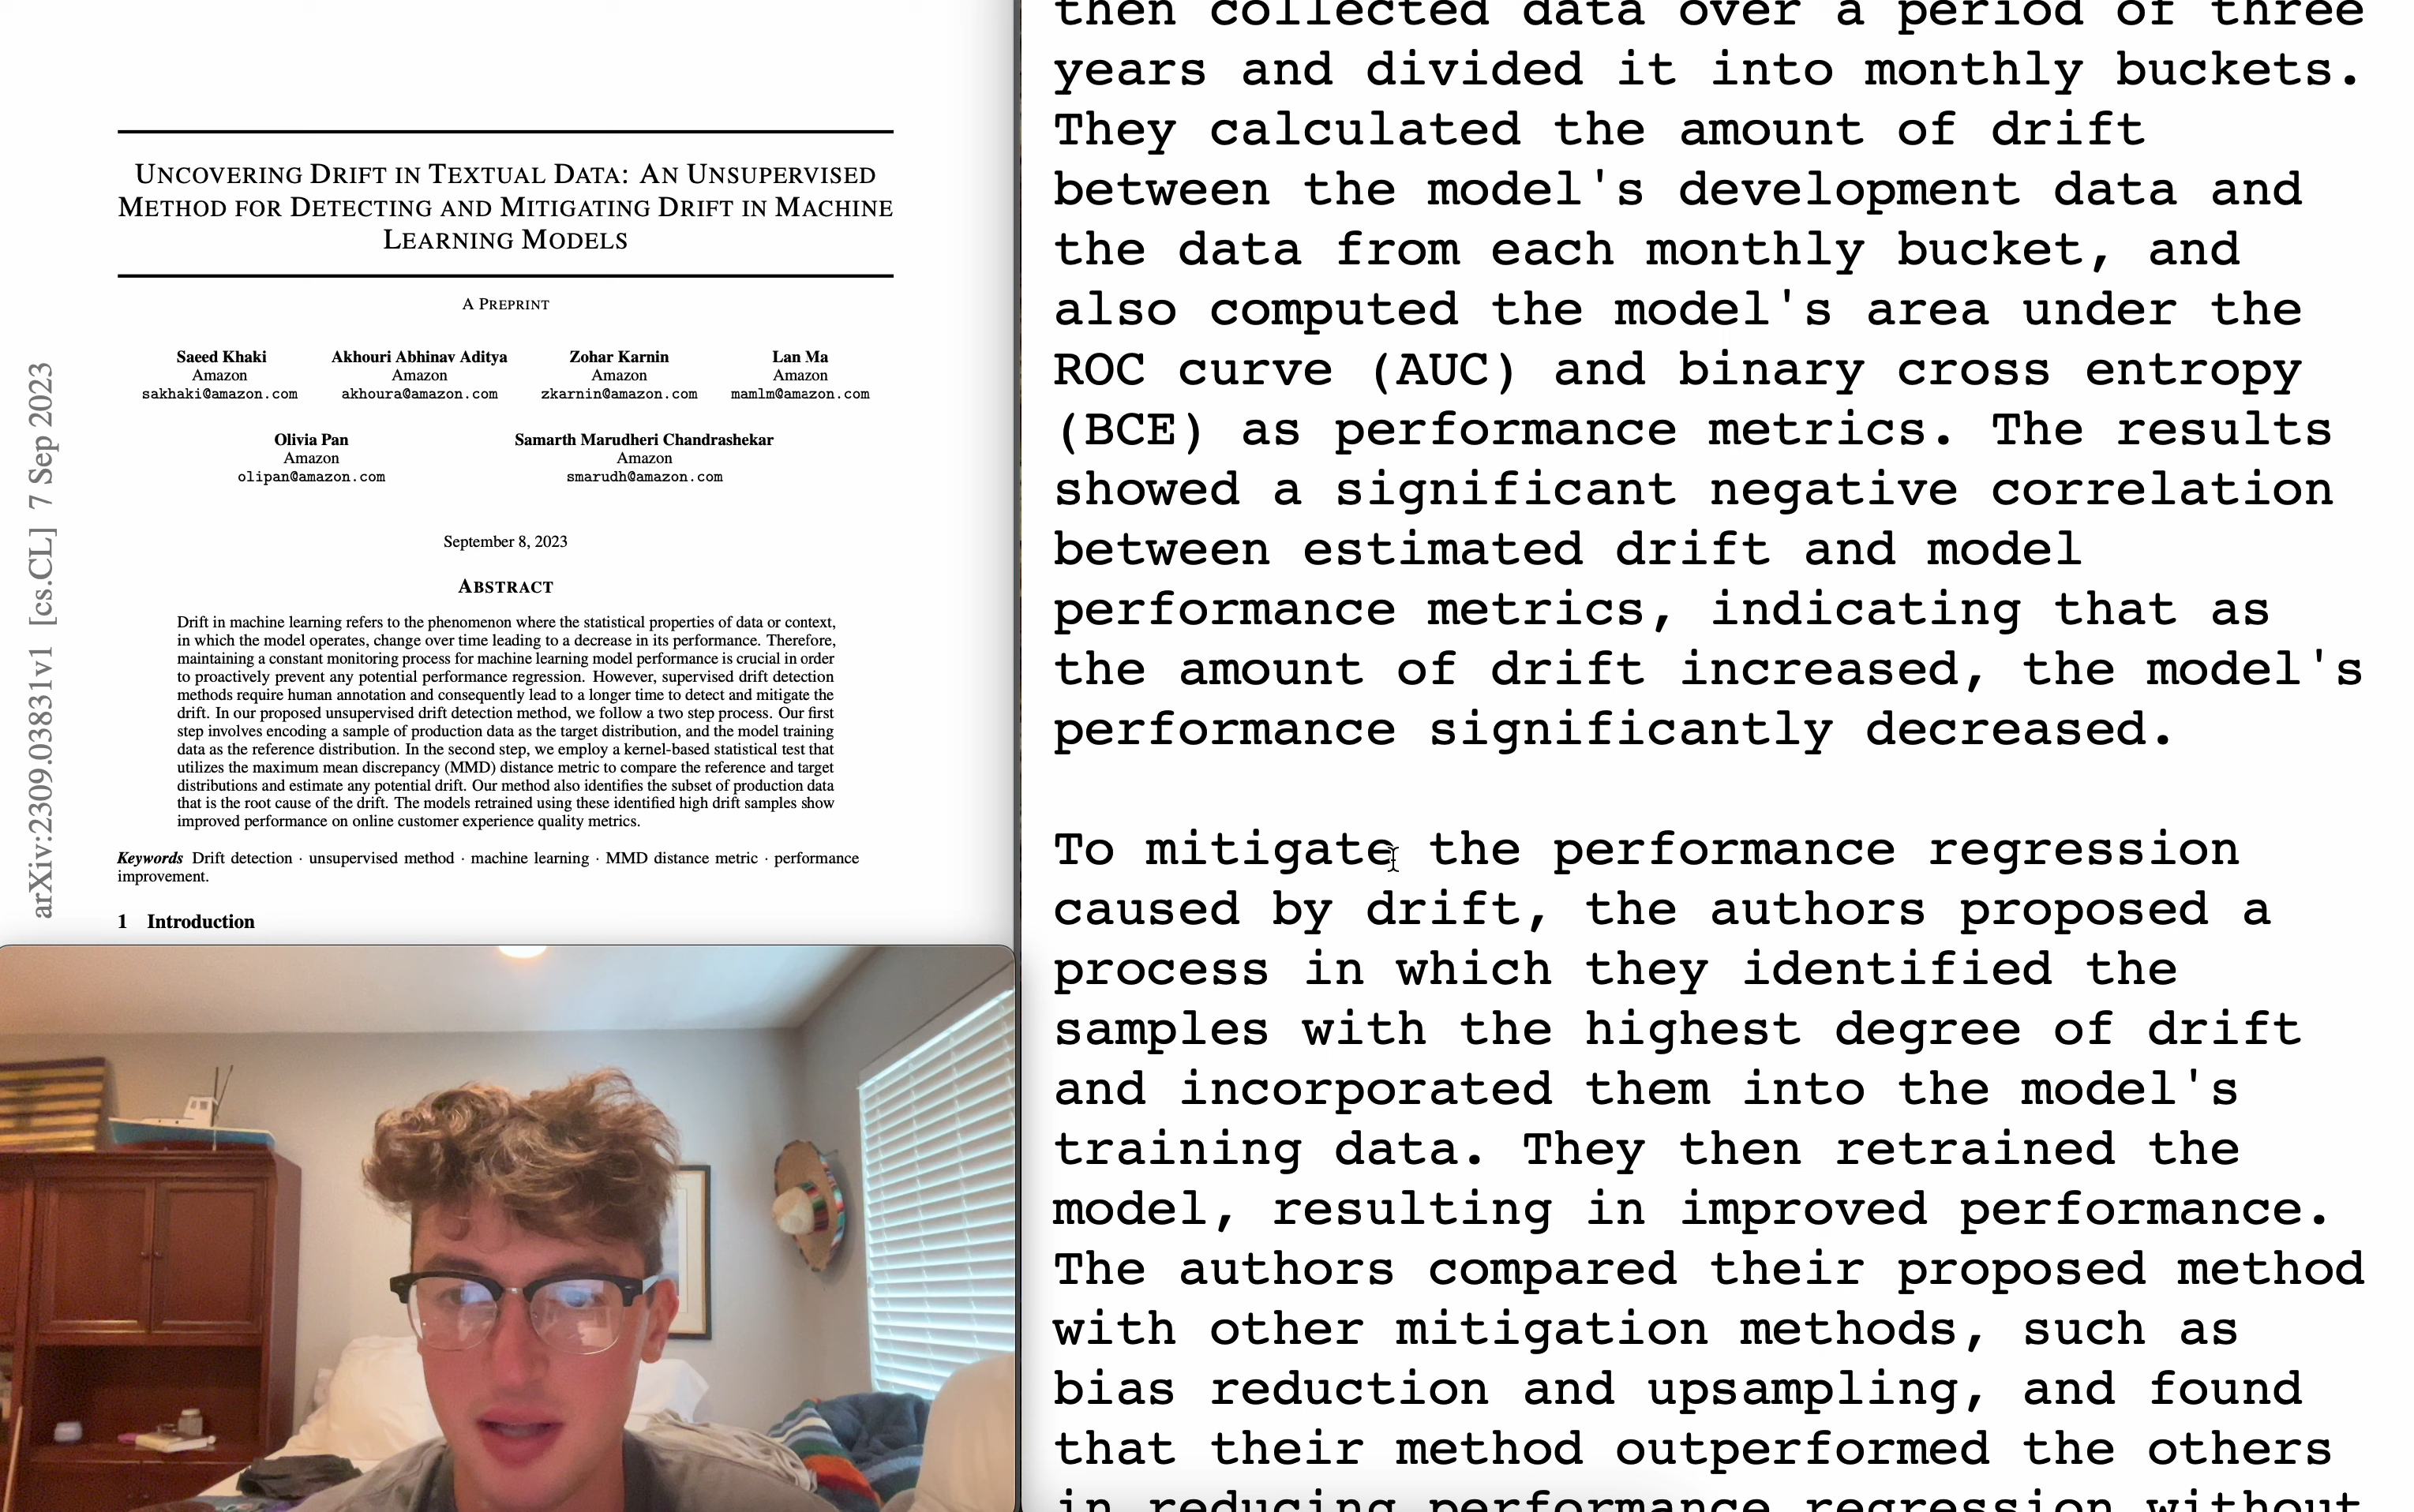 UNCOVERING DRIFT IN TEXTUAL DATA: AN UNSUPERVISED
METHOD FOR DETECTING AND MITIGATING DRIFT IN MACHINE
LEARNING MODELS
A PREPRINT
Saeed Khaki
Amazon
sakhaki@amazon.com
Akhouri Abhinav Aditya
Amazon
akhoura@amazon.com
Zohar Karnin
Amazon
zkarnin@amazon.com
Lan Ma
Amazon
mamlm@amazon.com
Olivia Pan
Amazon
olipan@amazon.com
Samarth Marudheri Chandrashekar
Amazon
smarudh@amazon.com
September 8, 2023
ABSTRACT
Drift in machine learning refers to the phenomenon where the statistical properties of data or context,
in which the model operates, change over time leading to a decrease in its performance. Therefore,
maintaining a constant monitoring process for machine learning model performance is crucial in order
to proactively prevent any potential performance regression. However, supervised drift detection
methods require human annotation and consequently lead to a longer time to detect and mitigate the
drift. In our proposed unsupervised drift detection method, we follow a two step process. Our first
step involves encoding a sample of production data as the target distribution, and the model training
data as the reference distribution. In the second step, we employ a kernel-based statistical test that
utilizes the maximum mean discrepancy (MMD) distance metric to compare the reference and target
distributions and estimate any potential drift. Our method also identifies the subset of production data
that is the root cause of the drift. The models retrained using these identified high drift samples show
improved performance on online customer experience quality metrics.
Keywords Drift detection · unsupervised method · machine learning · MMD distance metric · performance
improvement.
1 Introduction
arXiv:2309.03831v1 [cs.CL] 7 Sep 2023
then collected data over a period of three
years and divided it into monthly buckets.
They calculated the amount of drift
between the model's development data and
the data from each monthly bucket, and
also computed the model's area under the
ROC curve (AUC) and binary cross entropy
(BCE) as performance metrics. The results
showed a significant negative correlation
between estimated drift and model
performance metrics, indicating that as
the amount of drift increased, the model's
performance significantly decreased.
To mitigate the performance regression
caused by drift, the authors proposed a
process in which they identified the
samples with the highest degree of drift
and incorporated them into the model's
training data. They then retrained the
model, resulting in improved performance.
The authors compared their proposed method
with other mitigation methods, such as
bias reduction and upsampling, and found
that their method outperformed the others
in reducing performance regression without